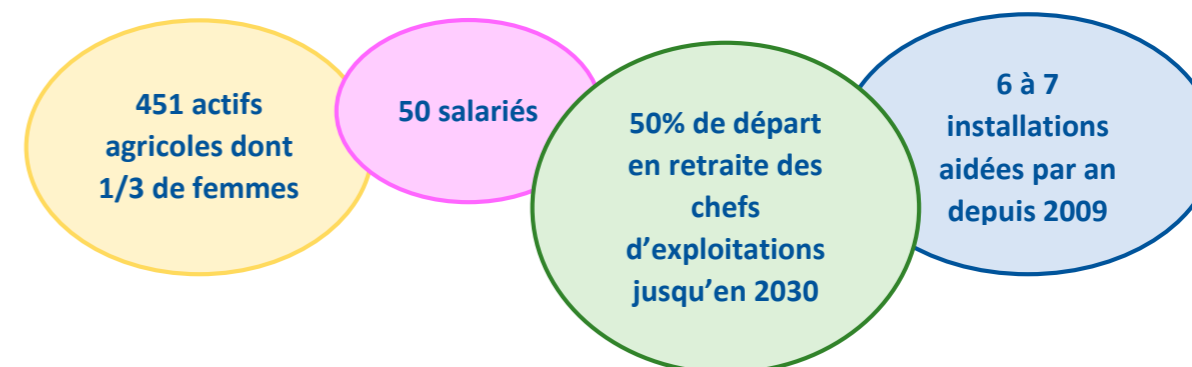 451 actifs
agricoles dont
1/3 de femmes
50 salariés
50% de départ
en retraite des
chefs
d’exploitations
jusqu’en 2030
6 à 7
installations
aidées par an
depuis 2009